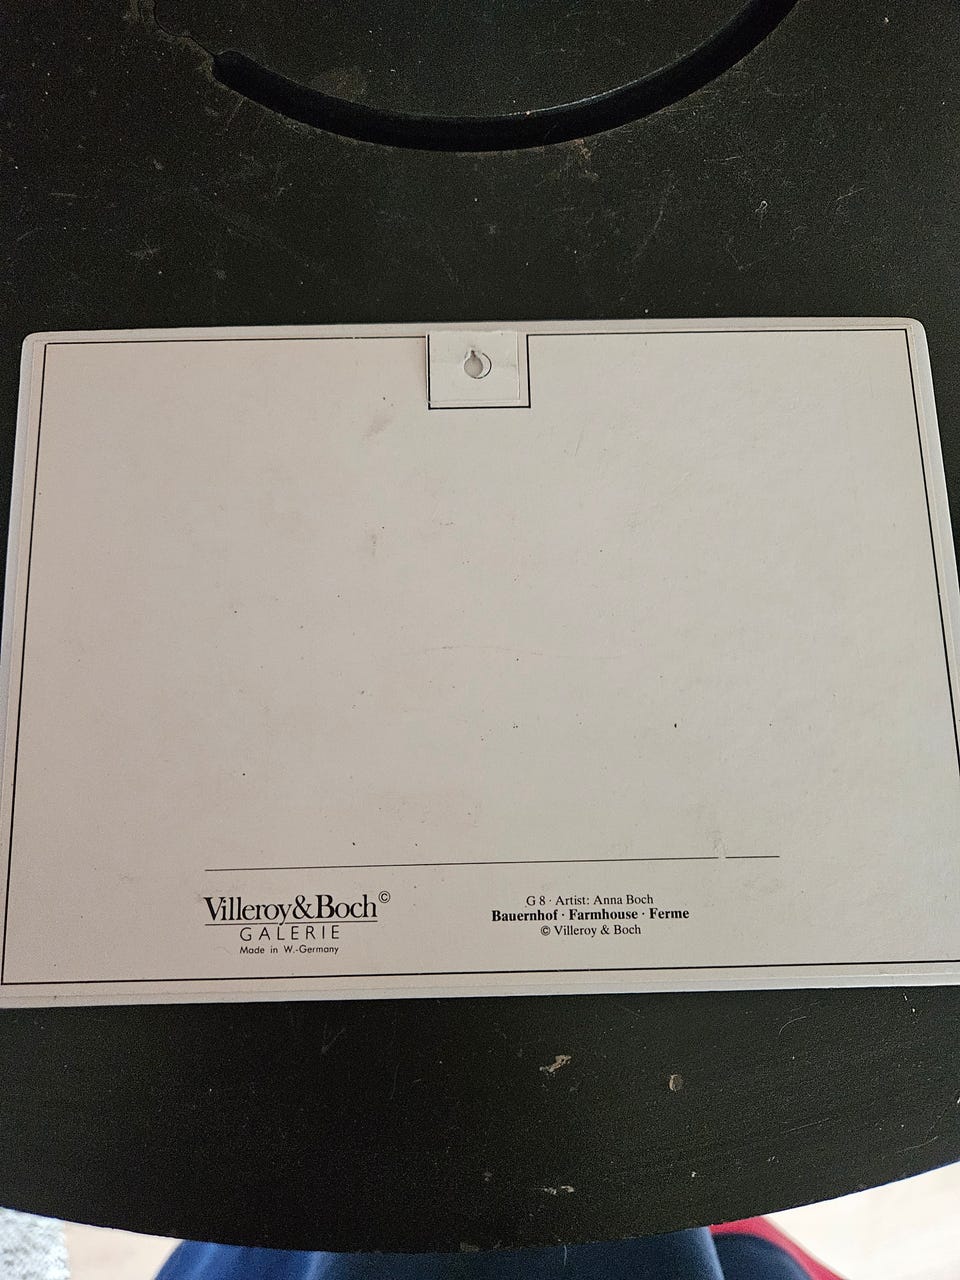 Villeroy&Boch©
GALERIE
Made in W.-Germany
G 8 · Artist: Anna Boch
Bauernhof · Farmhouse · Ferme
© Villeroy & Boch